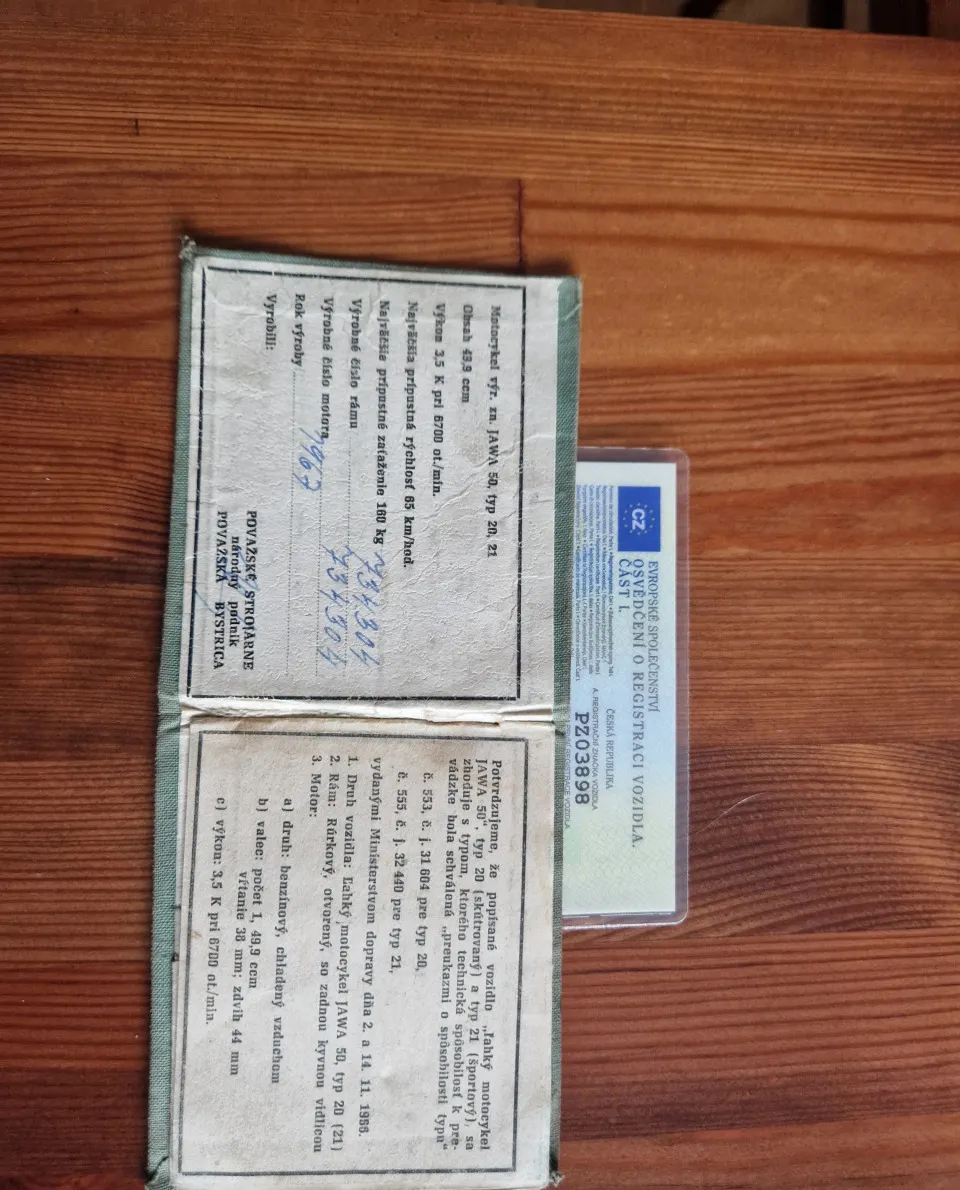 EVROPSKÉ SPOLEČENSTVÍ
OSVĚDČENÍ O REGISTRACI VOZIDLA.
ČÁST I.
CZ
ČESKÁ REPUBLIKA
A. REGISTRAČNÍ ZNAČKA VOZIDLA
PZ03898
Motocykel výr. zn. JAWA 50, typ 20, 21
Obsah 49,9 ccm
Výkon 3,5 K pri 6700 ot./min.
Najväčšia prípustná rýchlosť 65 km/hod.
Najväčšie prípustné zaťaženie 160 kg
Výrobné číslo rámu 734304
Výrobné číslo motora 734304
Rok výroby 1967
Vyrobili:
POVAŽSKÉ STROJÁRNE
národný podnik
POVAŽSKÁ BYSTRICA
Potvrdzujeme, že popísané vozidlo „ľahký motocykel
JAWA 50", typ 20 (skútrovaný) a typ 21 (športový), sa
zhoduje s typom, ktorého technická spôsobilosť k pre-
vádzke bola schválená „preukazmi o spôsobilosti typu"
č. 553, č. j. 31 604 pre typ 20,
č. 555, č. j. 32 440 pre typ 21,
vydanými Ministerstvom dopravy dňa 2. a 14. 11. 1966.
1. Druh vozidla: Ľahký motocykel JAWA 50, typ 20 (21)
2. Rám: Rúrkový, otvorený, so zadnou kyvnou vidlicou
3. Motor:
a) druh: benzínový, chladený vzduchom
b) valec: počet 1, 49,9 ccm
vŕtanie 38 mm; zdvih 44 mm
c) výkon: 3,5 K pri 6700 ot./min.